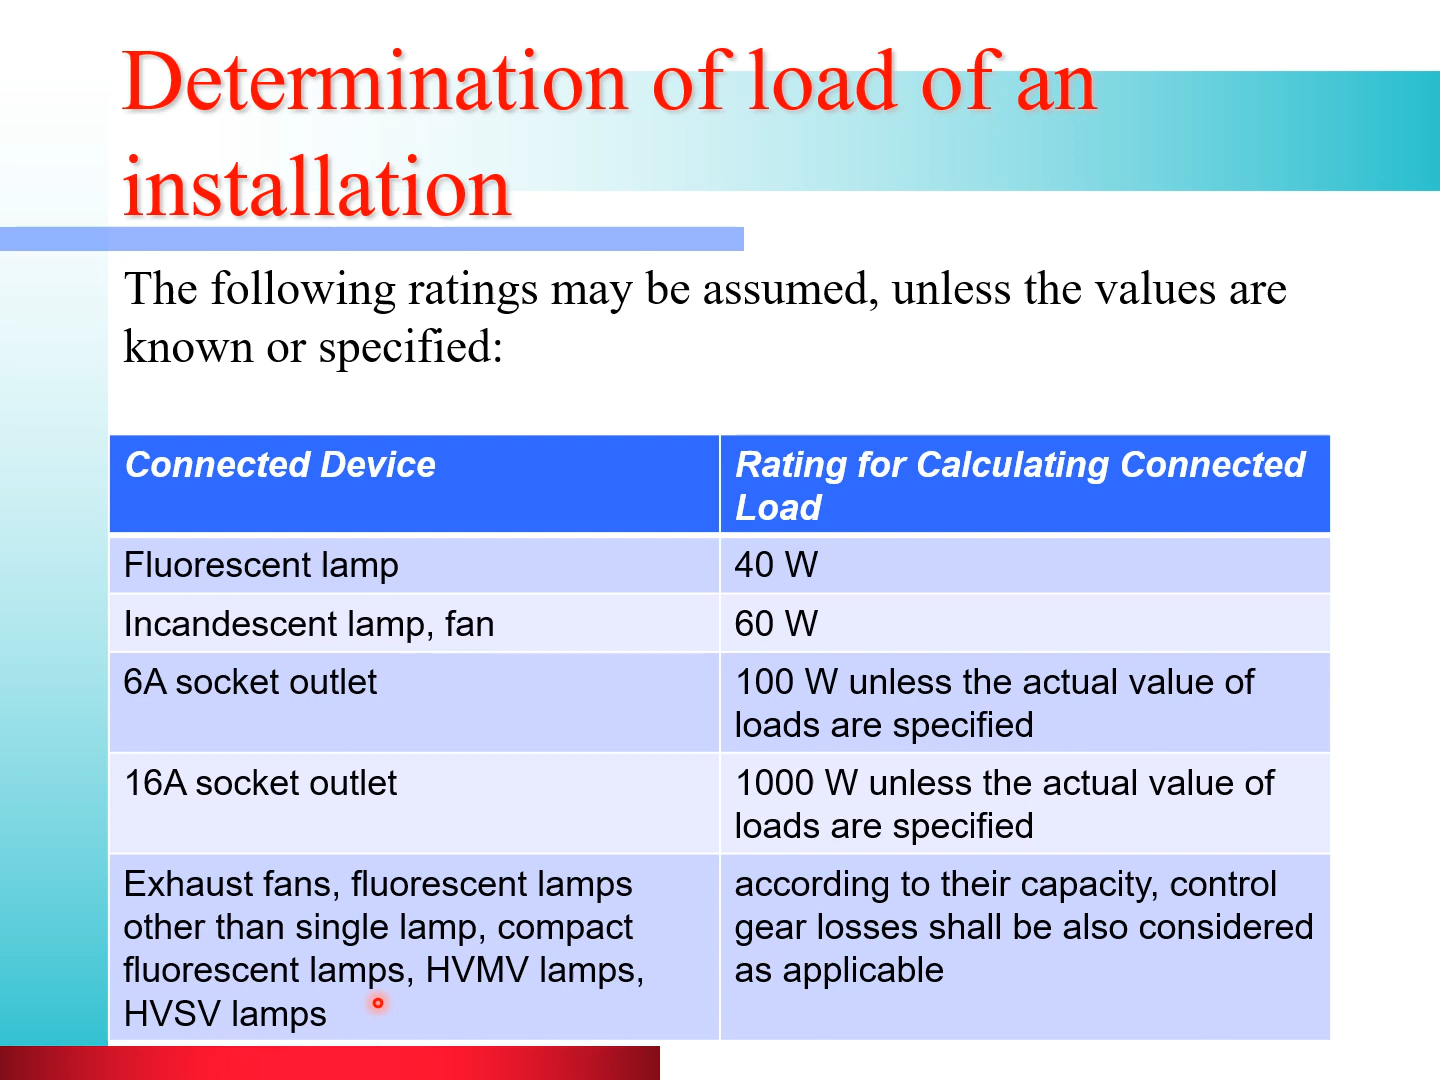 Determination of load of an
installation
The following ratings may be assumed, unless the values are
known or specified:
Connected Device
Rating for Calculating Connected
Load
Fluorescent lamp
40 W
Incandescent lamp, fan
60 W
6A socket outlet
100 W unless the actual value of
loads are specified
16A socket outlet
1000 W unless the actual value of
loads are specified
Exhaust fans, fluorescent lamps
other than single lamp, compact
fluorescent lamps, HVMV lamps,
HVSV lamps
according to their capacity, control
gear losses shall be also considered
as applicable